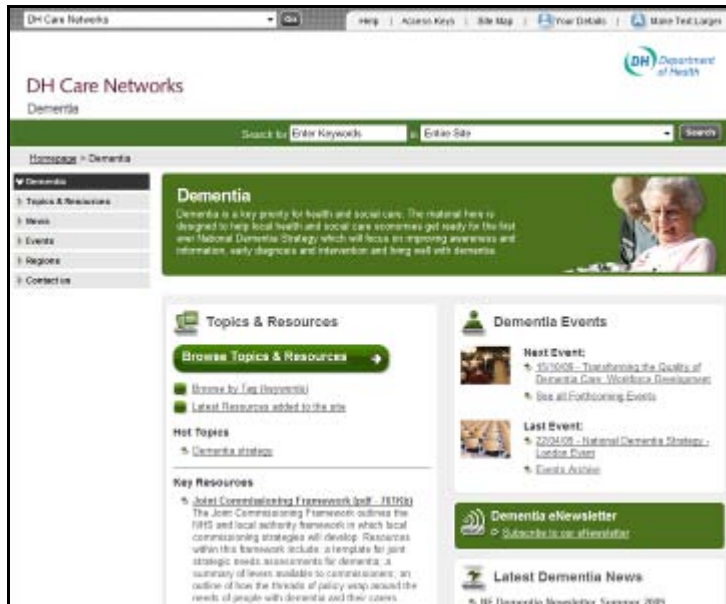 DH Care Networks
Go
Help | Access Keys | Site Map | Your Details | Make Text Larger
DH Department
of Health
DH Care Networks
Dementia
Search for Enter Keywords in Entire Site Search
Homepage > Dementia
Dementia
Topics & Resources
News
Events
Regions
Contact us
Dementia
Dementia is a key priority for health and social care. The material here is
designed to help local health and social care economies get ready for the first
ever National Dementia Strategy which will focus on improving awareness and
information, early diagnosis and intervention and living well with dementia.
Topics & Resources
Browse Topics & Resources
Browse by Tag
Latest Resources added to the site
Hot Topics
Dementia strategy
Key Resources
Joint Commissioning Framework (pdf - 761Kb)
The Joint Commissioning Framework outlines the
NHS and local authority framework in which local
commissioning strategies will develop. Resources
within this framework include: a template for joint
strategic needs assessments for dementia; a
summary of levers available to commissioners; an
outline of how the threads of policy wrap around the
needs of people with dementia and their carers
Dementia Events
Next Event:
15/10/09 - Transforming the Quality of
Dementia Care: Workforce Development
See all Forthcoming Events
Last Event:
22/04/09 - National Dementia Strategy -
London Event
Events Archive
Dementia eNewsletter
Subscribe to our eNewsletter
Latest Dementia News
NE Dementia Newsletter Summer 2009